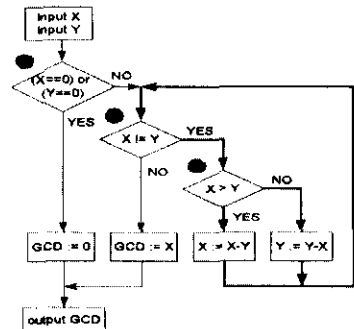 Input X
Input Y
(X==0) or
(Y==0)
NO
YES
X != Y
YES
NO
X > Y
NO
YES
GCD := 0
GCD := X
X := X-Y
Y := Y-X
output GCD